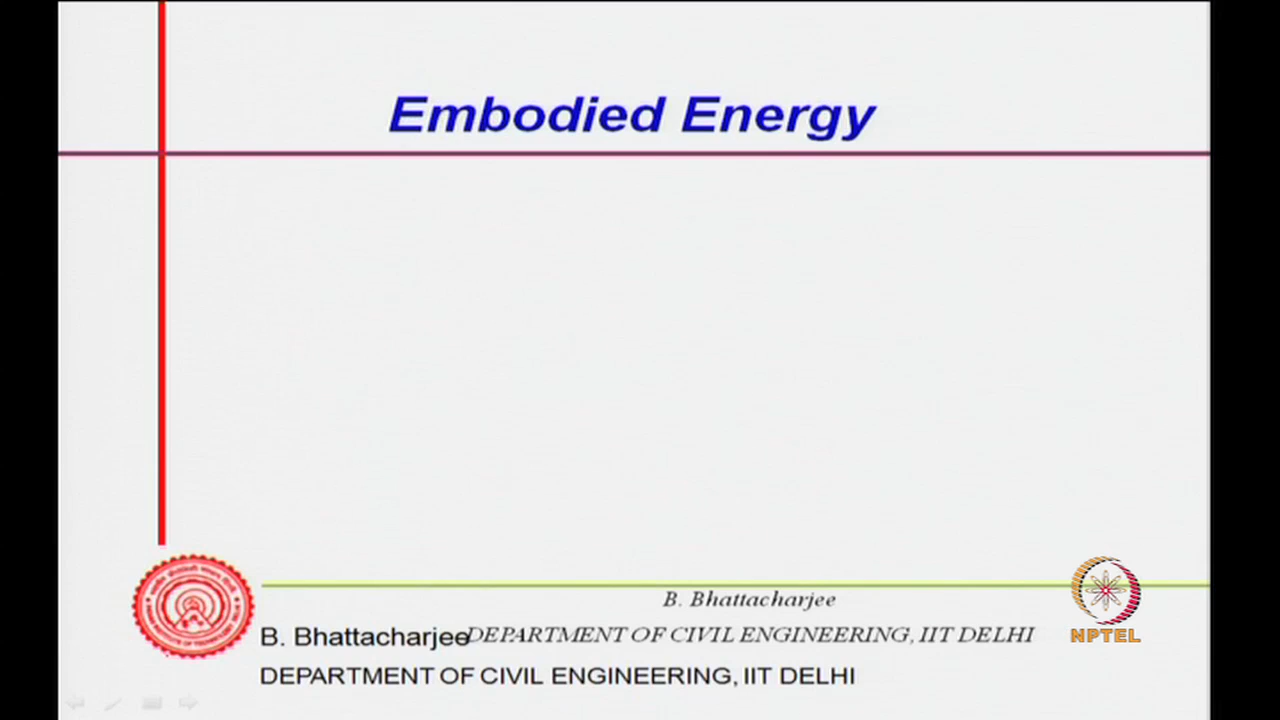 Embodied Energy
B. Bhattacharjee
B. Bhattacharjee
DEPARTMENT OF CIVIL ENGINEERING, IIT DELHI
DEPARTMENT OF CIVIL ENGINEERING, IIT DELHI
NPTEL